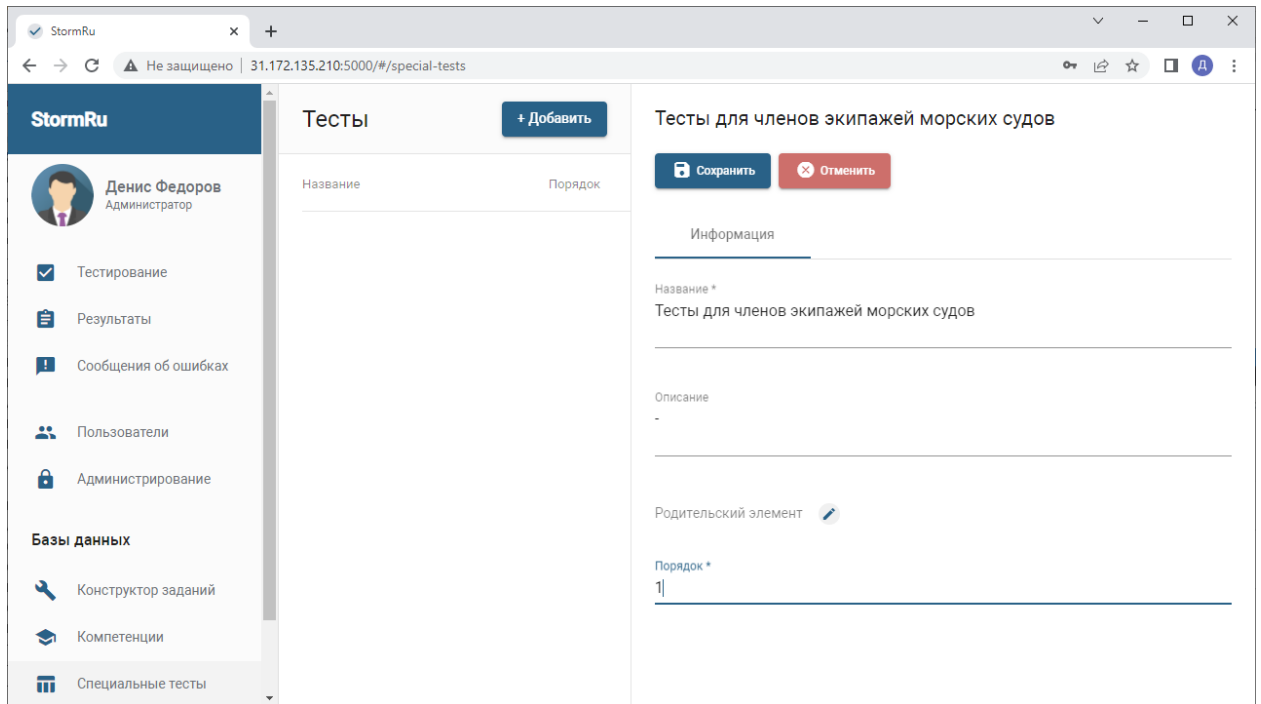 StormRu
Не защищено | 31.172.135.210:5000/#/special-tests
Д
StormRu
Денис Федоров
Администратор
Тестирование
Результаты
Сообщения об ошибках
Пользователи
Администрирование
Базы данных
Конструктор заданий
Компетенции
Специальные тесты
Тесты
+ Добавить
Название Порядок
Тесты для членов экипажей морских судов
Сохранить Отменить
Информация
Название *
Тесты для членов экипажей морских судов
Описание
-
Родительский элемент
Порядок *
1